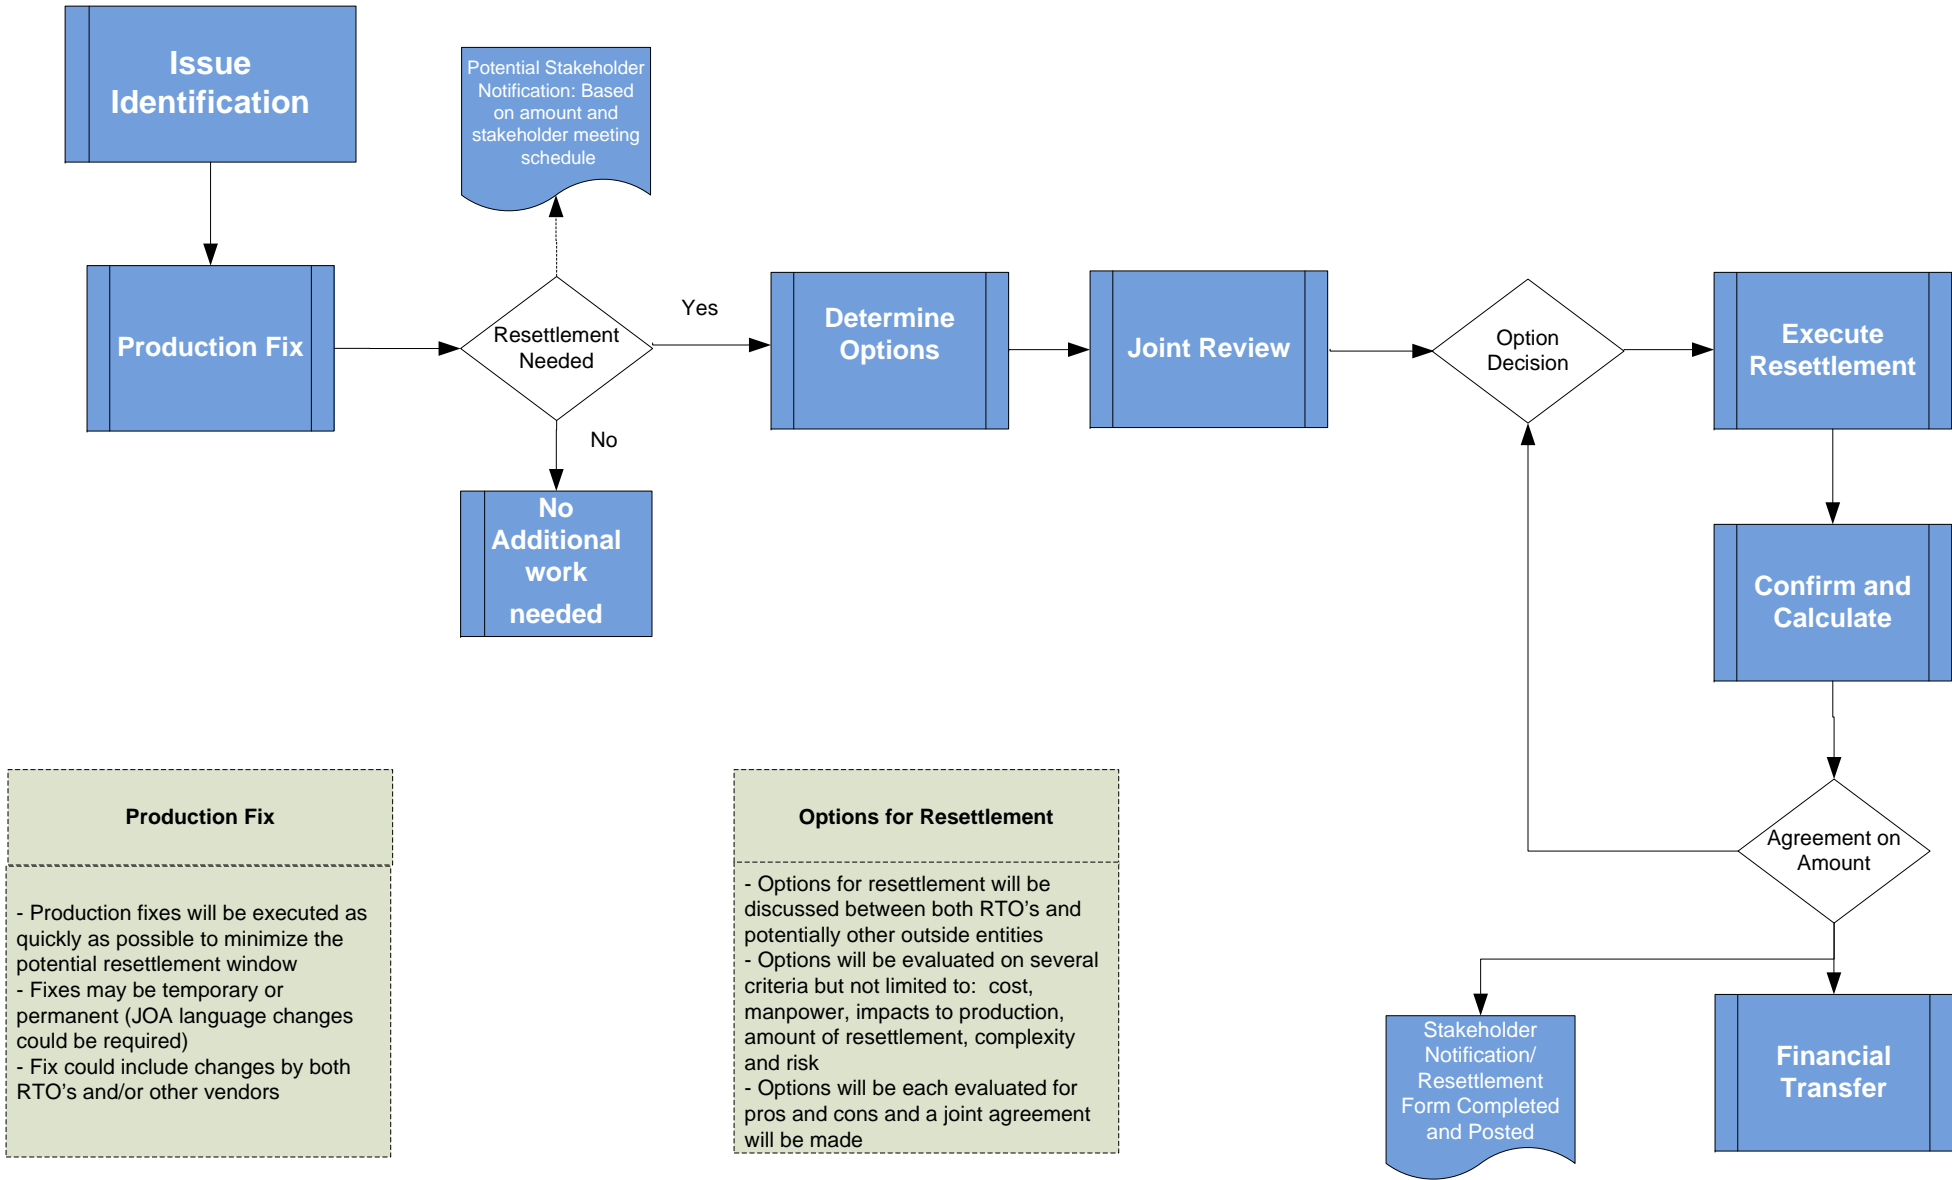 Issue
Identification
Potential Stakeholder
Notification: Based
on amount and
stakeholder meeting
schedule
Production Fix
Resettlement
Needed
Yes
No
No
Additional
work
needed
Determine
Options
Joint Review
Option
Decision
Execute
Resettlement
Confirm and
Calculate
Agreement on
Amount
Stakeholder
Notification/
Resettlement
Form Completed
and Posted
Financial
Transfer
Production Fix
- Production fixes will be executed as
quickly as possible to minimize the
potential resettlement window
- Fixes may be temporary or
permanent (JOA language changes
could be required)
- Fix could include changes by both
RTO’s and/or other vendors
Options for Resettlement
- Options for resettlement will be
discussed between both RTO’s and
potentially other outside entities
- Options will be evaluated on several
criteria but not limited to:  cost,
manpower, impacts to production,
amount of resettlement, complexity
and risk
- Options will be each evaluated for
pros and cons and a joint agreement
will be made